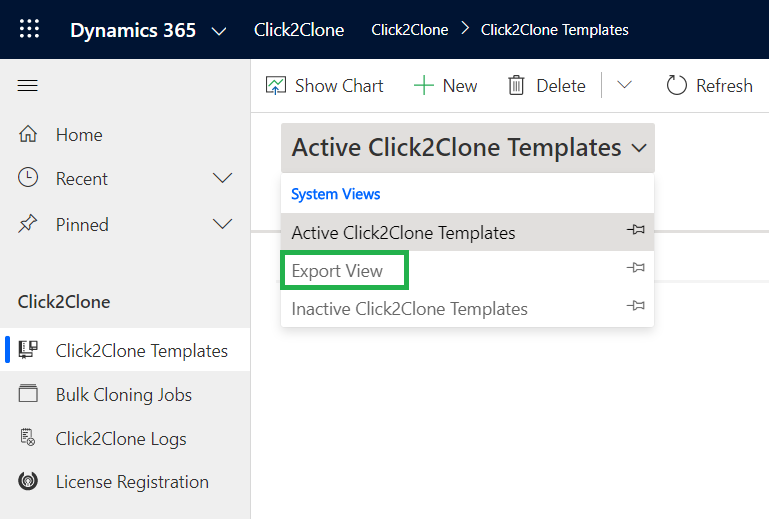 Dynamics 365 Click2Clone Click2Clone > Click2Clone Templates
Show Chart New Delete Refresh
Home
Recent
Pinned
Click2Clone
Click2Clone Templates
Bulk Cloning Jobs
Click2Clone Logs
License Registration
Active Click2Clone Templates
System Views
Active Click2Clone Templates
Export View
Inactive Click2Clone Templates